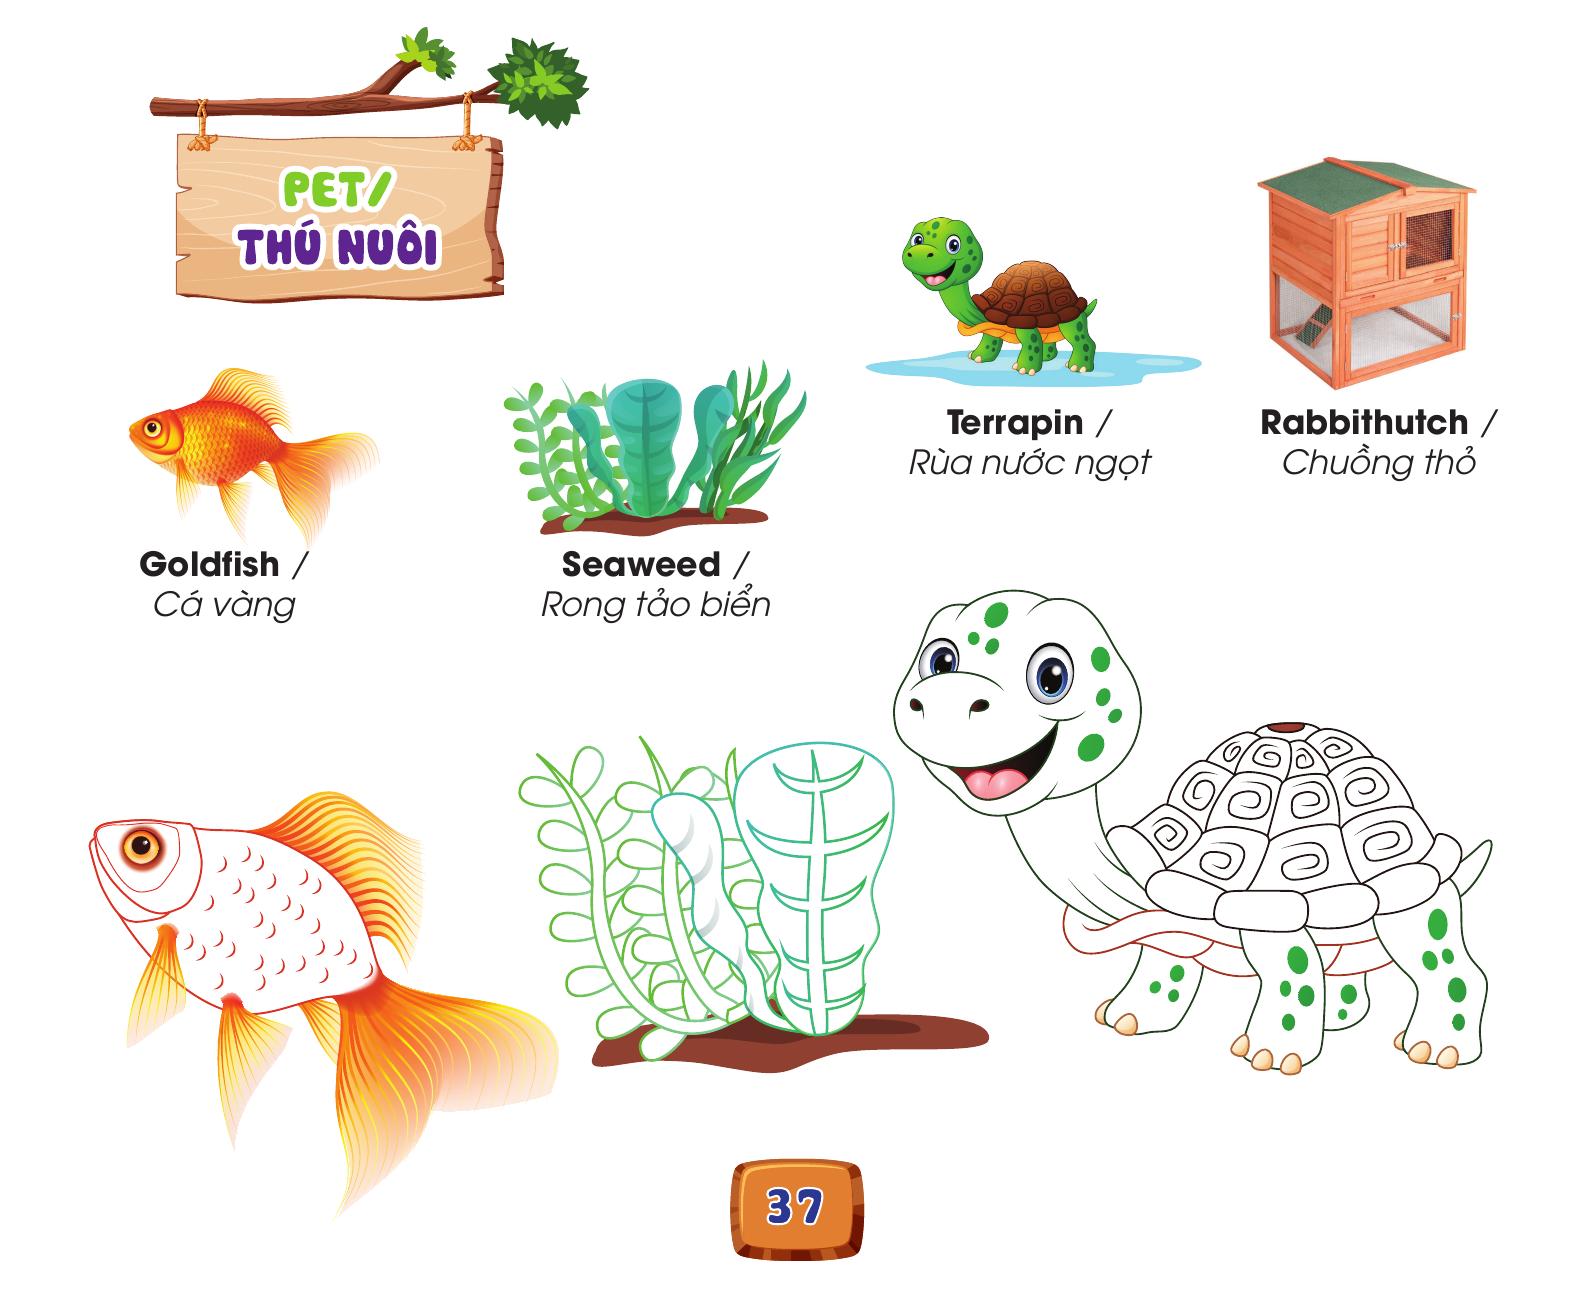 PET/
THÚ NUÔI
Terrapin /
Rùa nước ngọt
Rabbithutch /
Chuồng thỏ
Goldfish /
Cá vàng
Seaweed /
Rong tảo biển
37